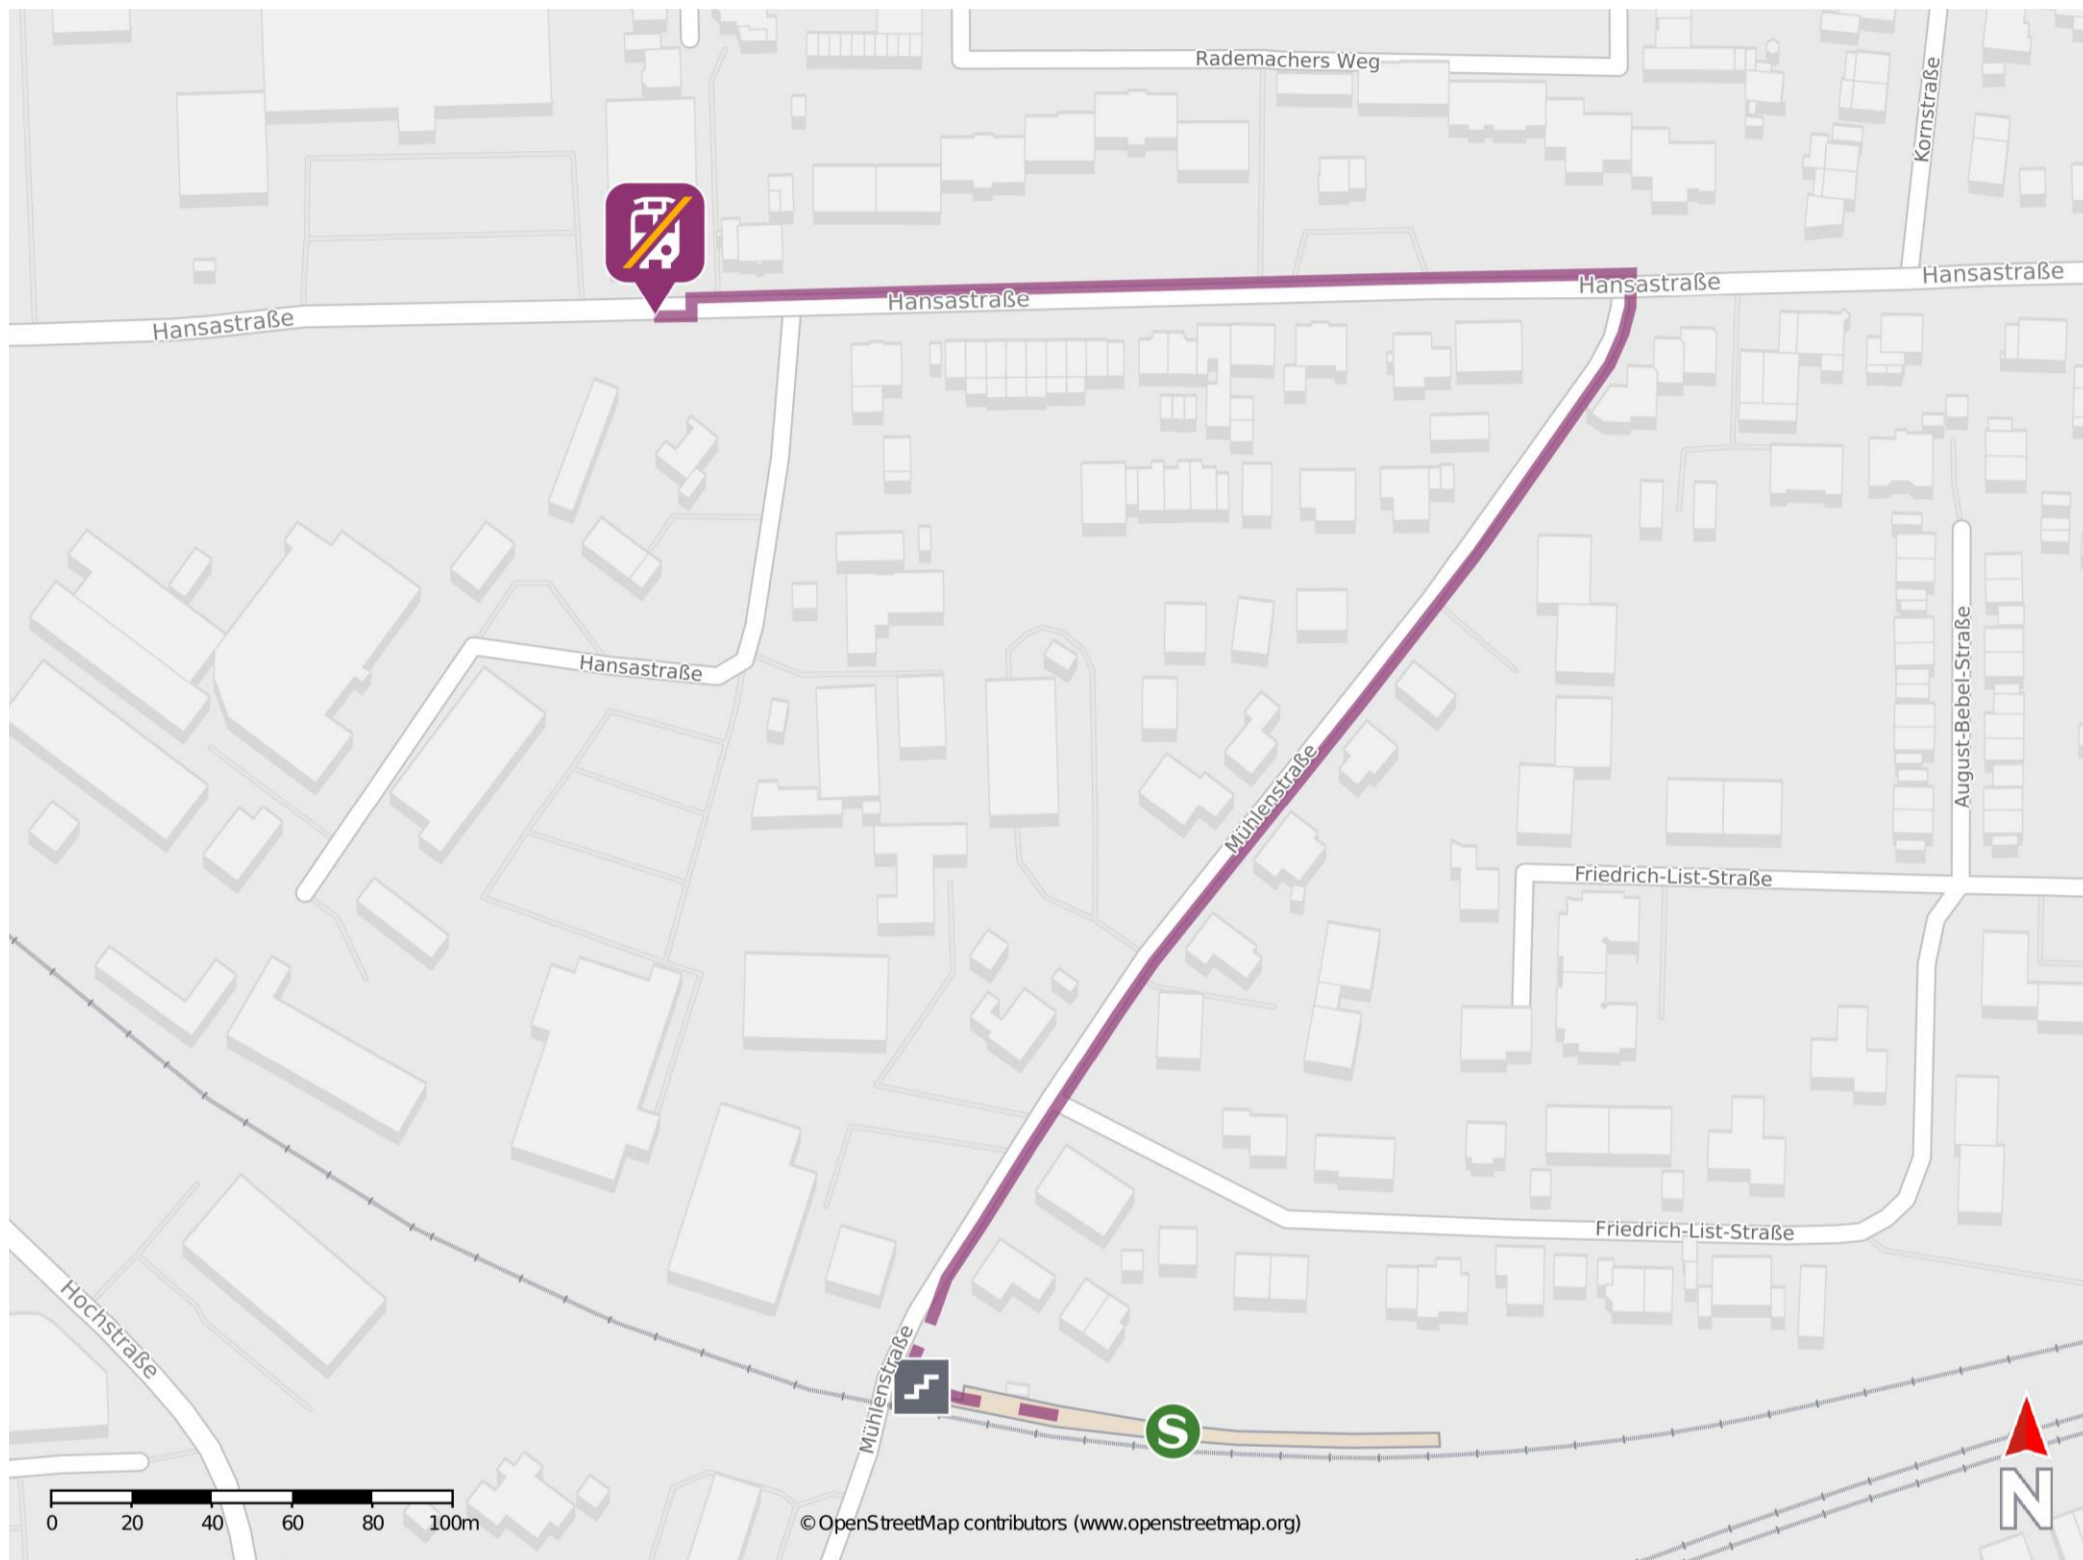 Rademachers Weg
Kornstraße
Hansastraße
Hansastraße
Hansastraße
Hansastraße
Hansastraße
August-Bebel-Straße
Mühlenstraße
Friedrich-List-Straße
Friedrich-List-Straße
Hochstraße
Mühlenstraße
S
N
0 20 40 60 80 100m
© OpenStreetMap contributors (www.openstreetmap.org)